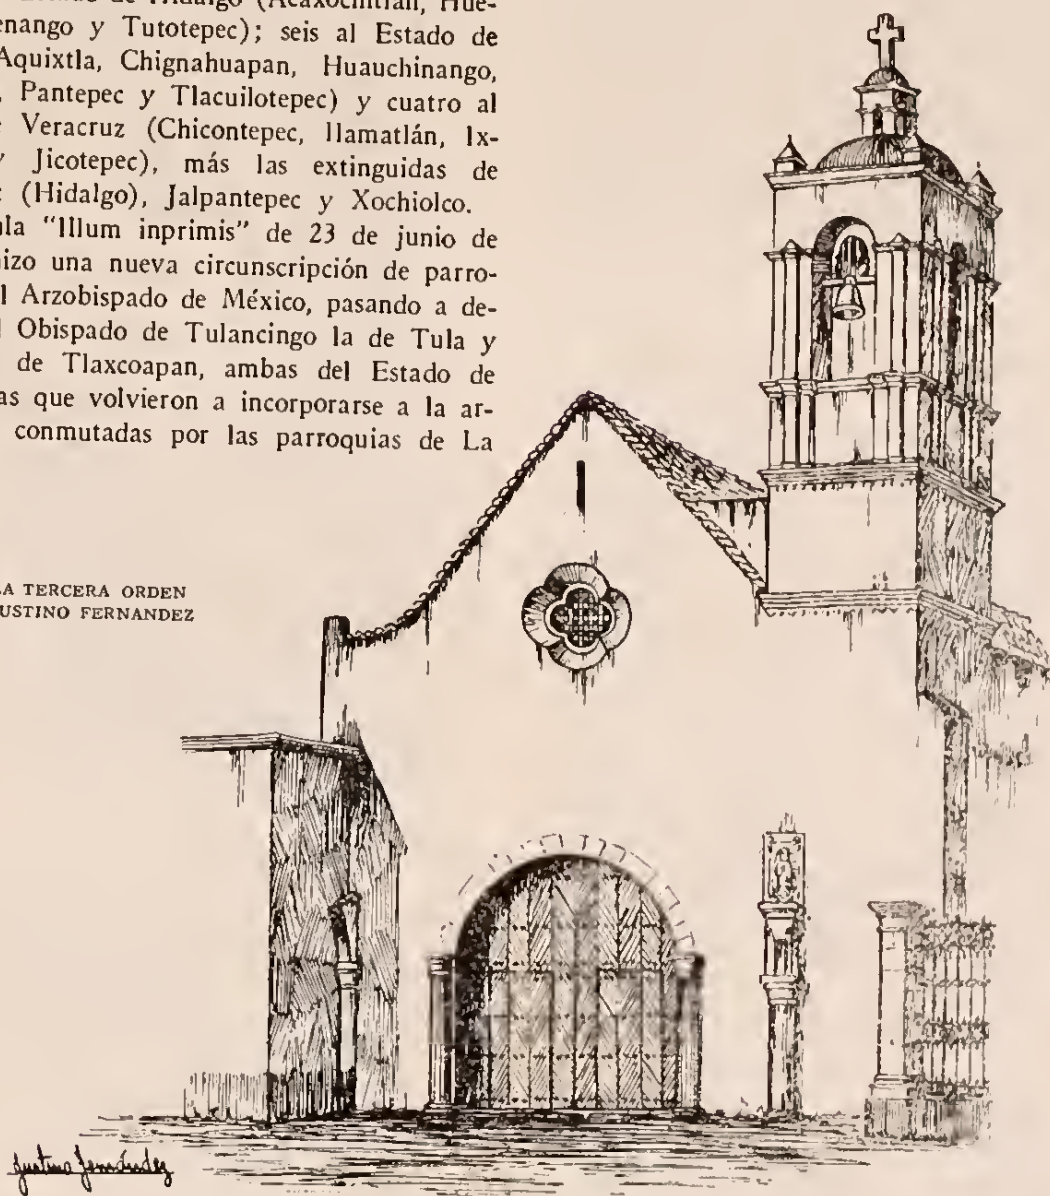 Estado de Hidalgo (Acaxochitlán, Hue-
enango y Tutotepec); seis al Estado de
Aquixtla, Chignahuapan, Huauchinango,
, Pantepec y Tlacuilotepec) y cuatro al
Veracruz (Chicontepec, Ilamatlán, Ix-
y Jicotepec), más las extinguidas de
(Hidalgo), Jalpantepec y Xochiolco.
ula "Illum inprimis" de 23 de junio de
izo una nueva circunscripción de parro-
l Arzobispado de México, pasando a de-
l Obispado de Tulancingo la de Tula y
de Tlaxcoapan, ambas del Estado de
as que volvieron a incorporarse a la ar-
conmutadas por las parroquias de La
LA TERCERA ORDEN
USTINO FERNANDEZ
Justino Fernández